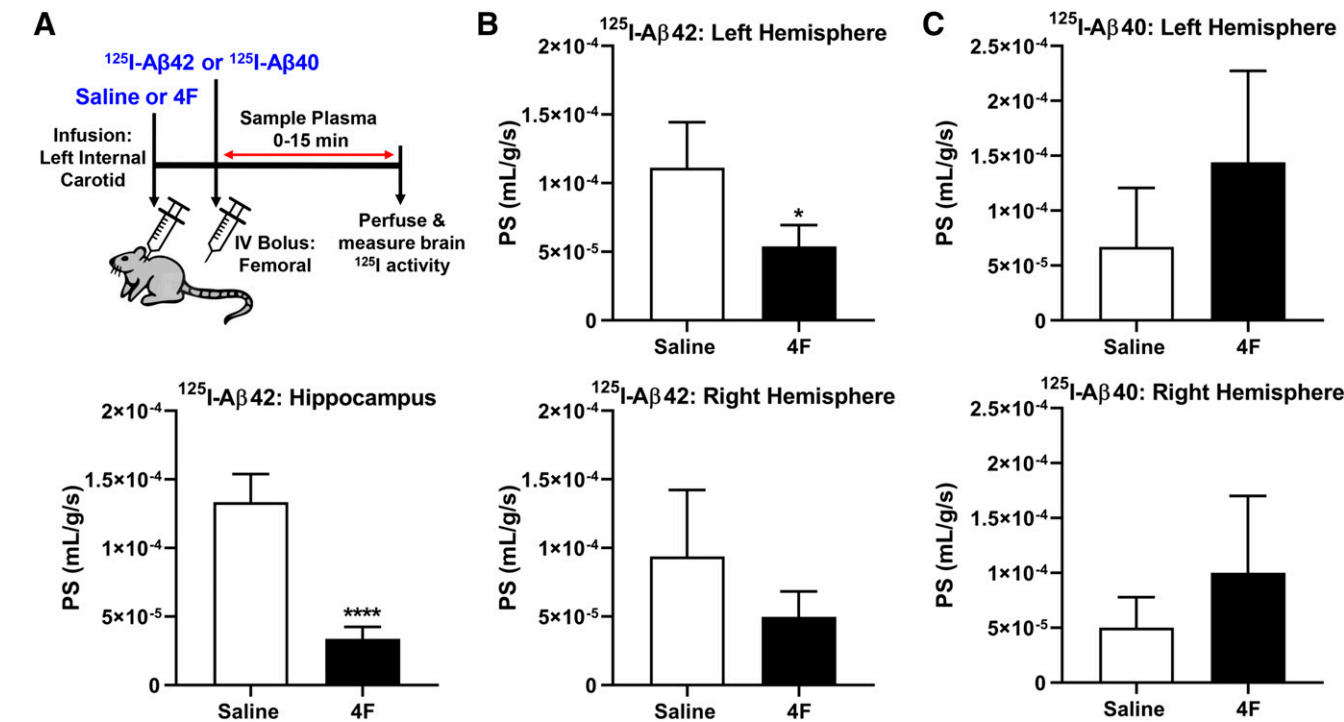 A
¹²⁵I-Aβ42 or ¹²⁵I-Aβ40
Saline or 4F
Infusion:
Left Internal
Carotid
Sample Plasma
0-15 min
IV Bolus:
Femoral
Perfuse &
measure brain
¹²⁵I activity
¹²⁵I-Aβ42: Hippocampus
PS (mL/g/s)
2×10⁻⁴
1.5×10⁻⁴
1×10⁻⁴
5×10⁻⁵
0
****
Saline
4F
B
¹²⁵I-Aβ42: Left Hemisphere
PS (mL/g/s)
2×10⁻⁴
1.5×10⁻⁴
1×10⁻⁴
5×10⁻⁵
0
*
Saline
4F
¹²⁵I-Aβ42: Right Hemisphere
PS (mL/g/s)
2×10⁻⁴
1.5×10⁻⁴
1×10⁻⁴
5×10⁻⁵
0
Saline
4F
C
¹²⁵I-Aβ40: Left Hemisphere
PS (mL/g/s)
2.5×10⁻⁴
2×10⁻⁴
1.5×10⁻⁴
1×10⁻⁴
5×10⁻⁵
0
Saline
4F
¹²⁵I-Aβ40: Right Hemisphere
PS (mL/g/s)
2.5×10⁻⁴
2×10⁻⁴
1.5×10⁻⁴
1×10⁻⁴
5×10⁻⁵
0
Saline
4F